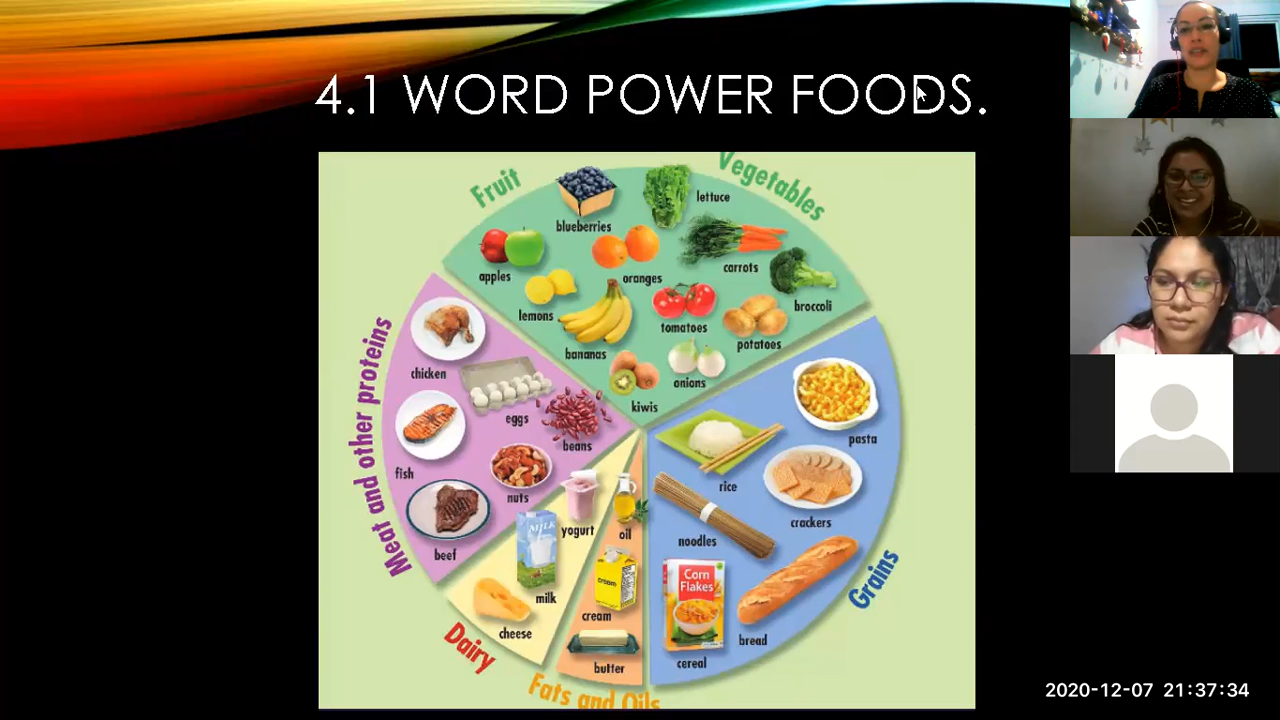 4.1 WORD POWER FOODS.
Fruit
Vegetables
blueberries
lettuce
apples
oranges
carrots
lemons
broccoli
bananas
tomatoes
potatoes
kiwis
onions
Meat and other proteins
chicken
eggs
beans
fish
nuts
beef
pasta
rice
crackers
noodles
Corn
Flakes
bread
cereal
Grains
yogurt
MILK
milk
cheese
Dairy
oil
cream
cream
butter
Fats and Oils
2020-12-07 21:37:34